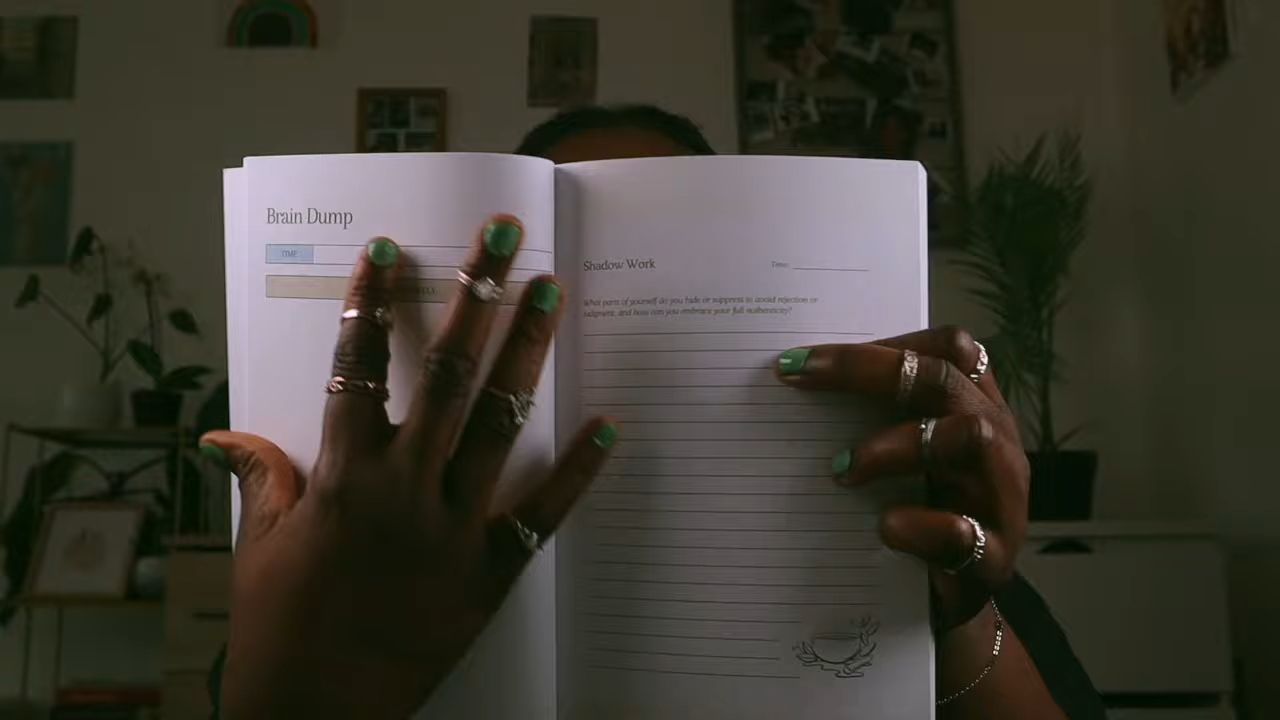 Brain Dump
TIME
Shadow Work
Date:
What parts of yourself do you hide or suppress to avoid rejection or
judgment, and how can you embrace your full authenticity?